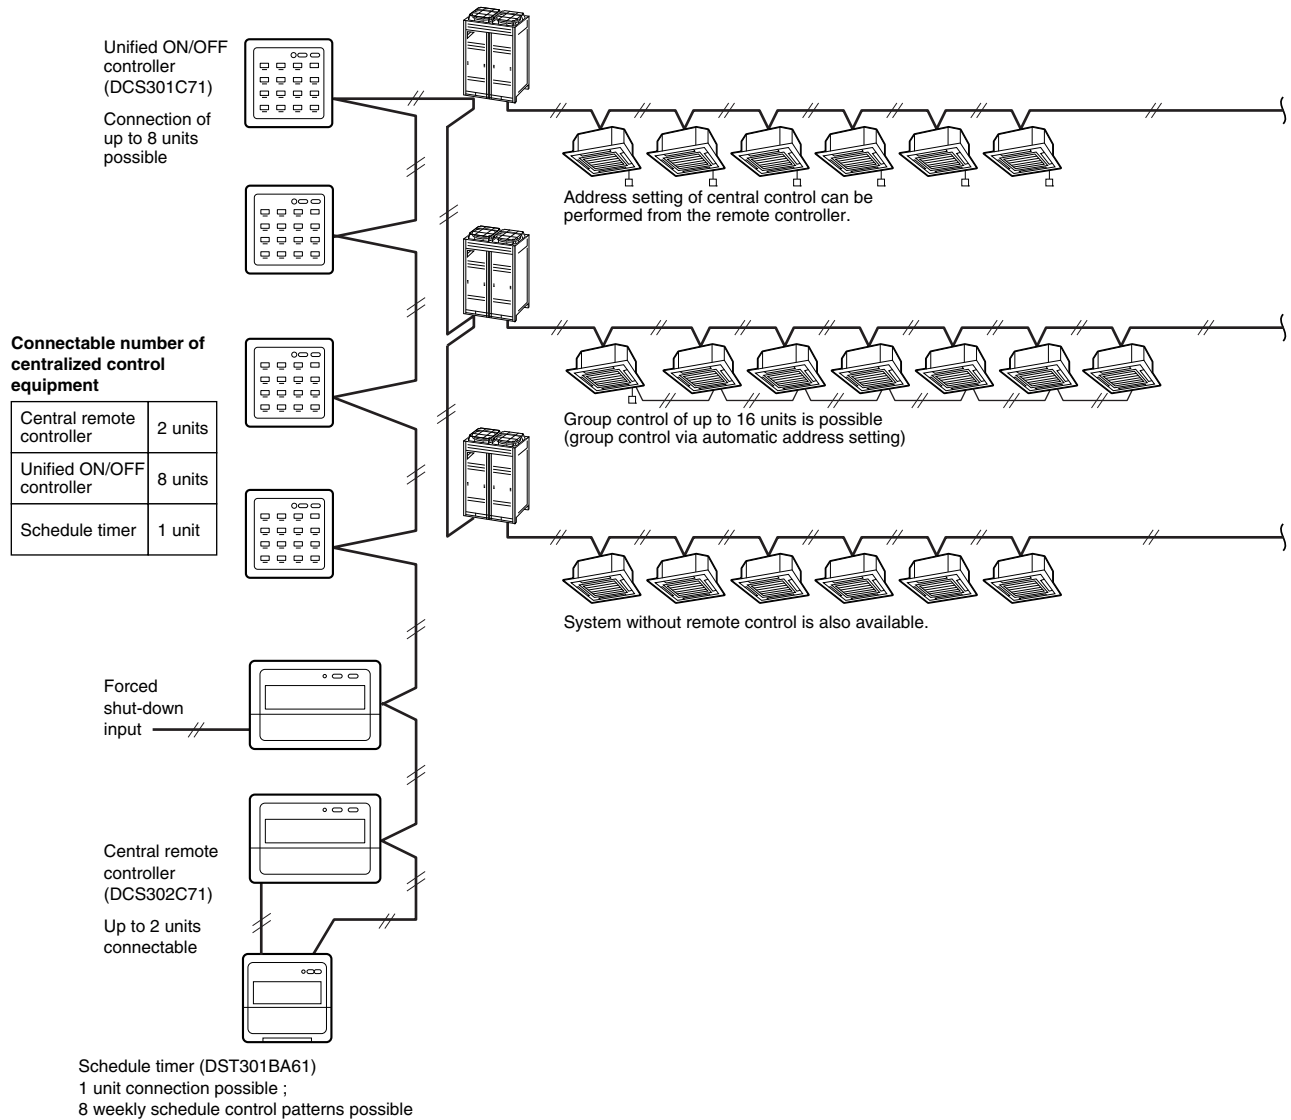 Unified ON/OFF
controller
(DCS301C71)
Connection of
up to 8 units
possible
Address setting of central control can be
performed from the remote controller.
Connectable number of
centralized control
equipment
Central remote
controller
2 units
Unified ON/OFF
controller
8 units
Schedule timer
1 unit
Group control of up to 16 units is possible
(group control via automatic address setting)
System without remote control is also available.
Forced
shut-down
input
Central remote
controller
(DCS302C71)
Up to 2 units
connectable
Schedule timer (DST301BA61)
1 unit connection possible ;
8 weekly schedule control patterns possible